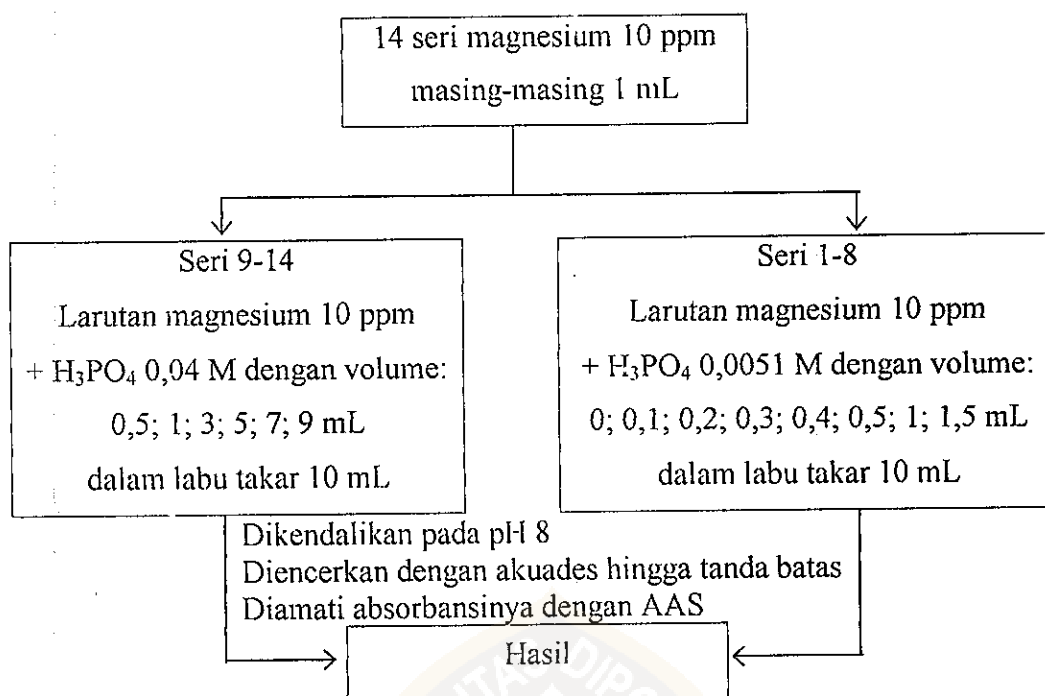 14 seri magnesium 10 ppm
masing-masing 1 mL
Seri 9-14
Larutan magnesium 10 ppm
+ H₃PO₄ 0,04 M dengan volume:
0,5; 1; 3; 5; 7; 9 mL
dalam labu takar 10 mL
Seri 1-8
Larutan magnesium 10 ppm
+ H₃PO₄ 0,0051 M dengan volume:
0; 0,1; 0,2; 0,3; 0,4; 0,5; 1; 1,5 mL
dalam labu takar 10 mL
Dikendalikan pada pH 8
Diencerkan dengan akuades hingga tanda batas
Diamati absorbansinya dengan AAS
Hasil